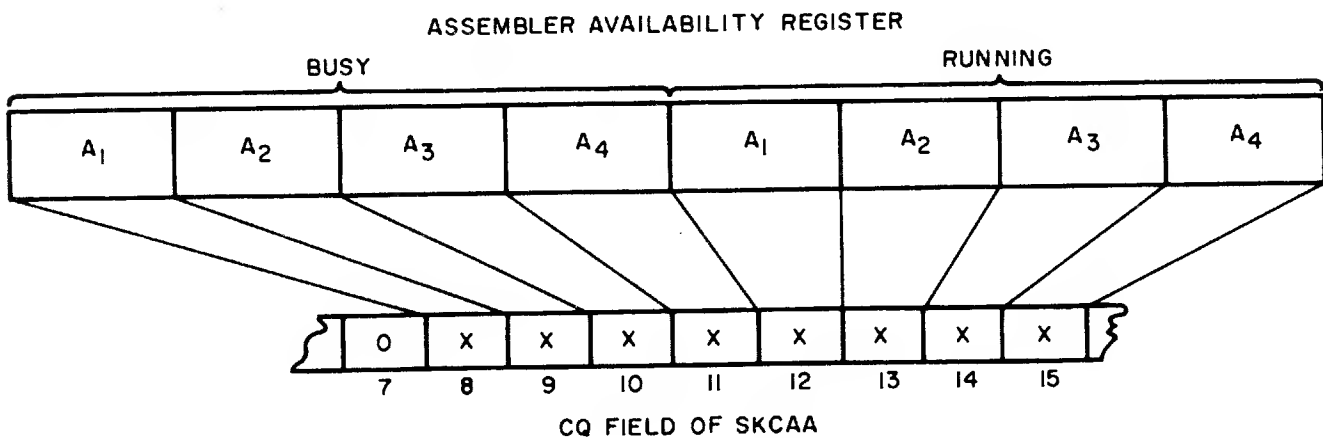 ASSEMBLER AVAILABILITY REGISTER
BUSY RUNNING
A1 A2 A3 A4 A1 A2 A3 A4
0 X X X X X X X X
7 8 9 10 11 12 13 14 15
CQ FIELD OF SKCAA